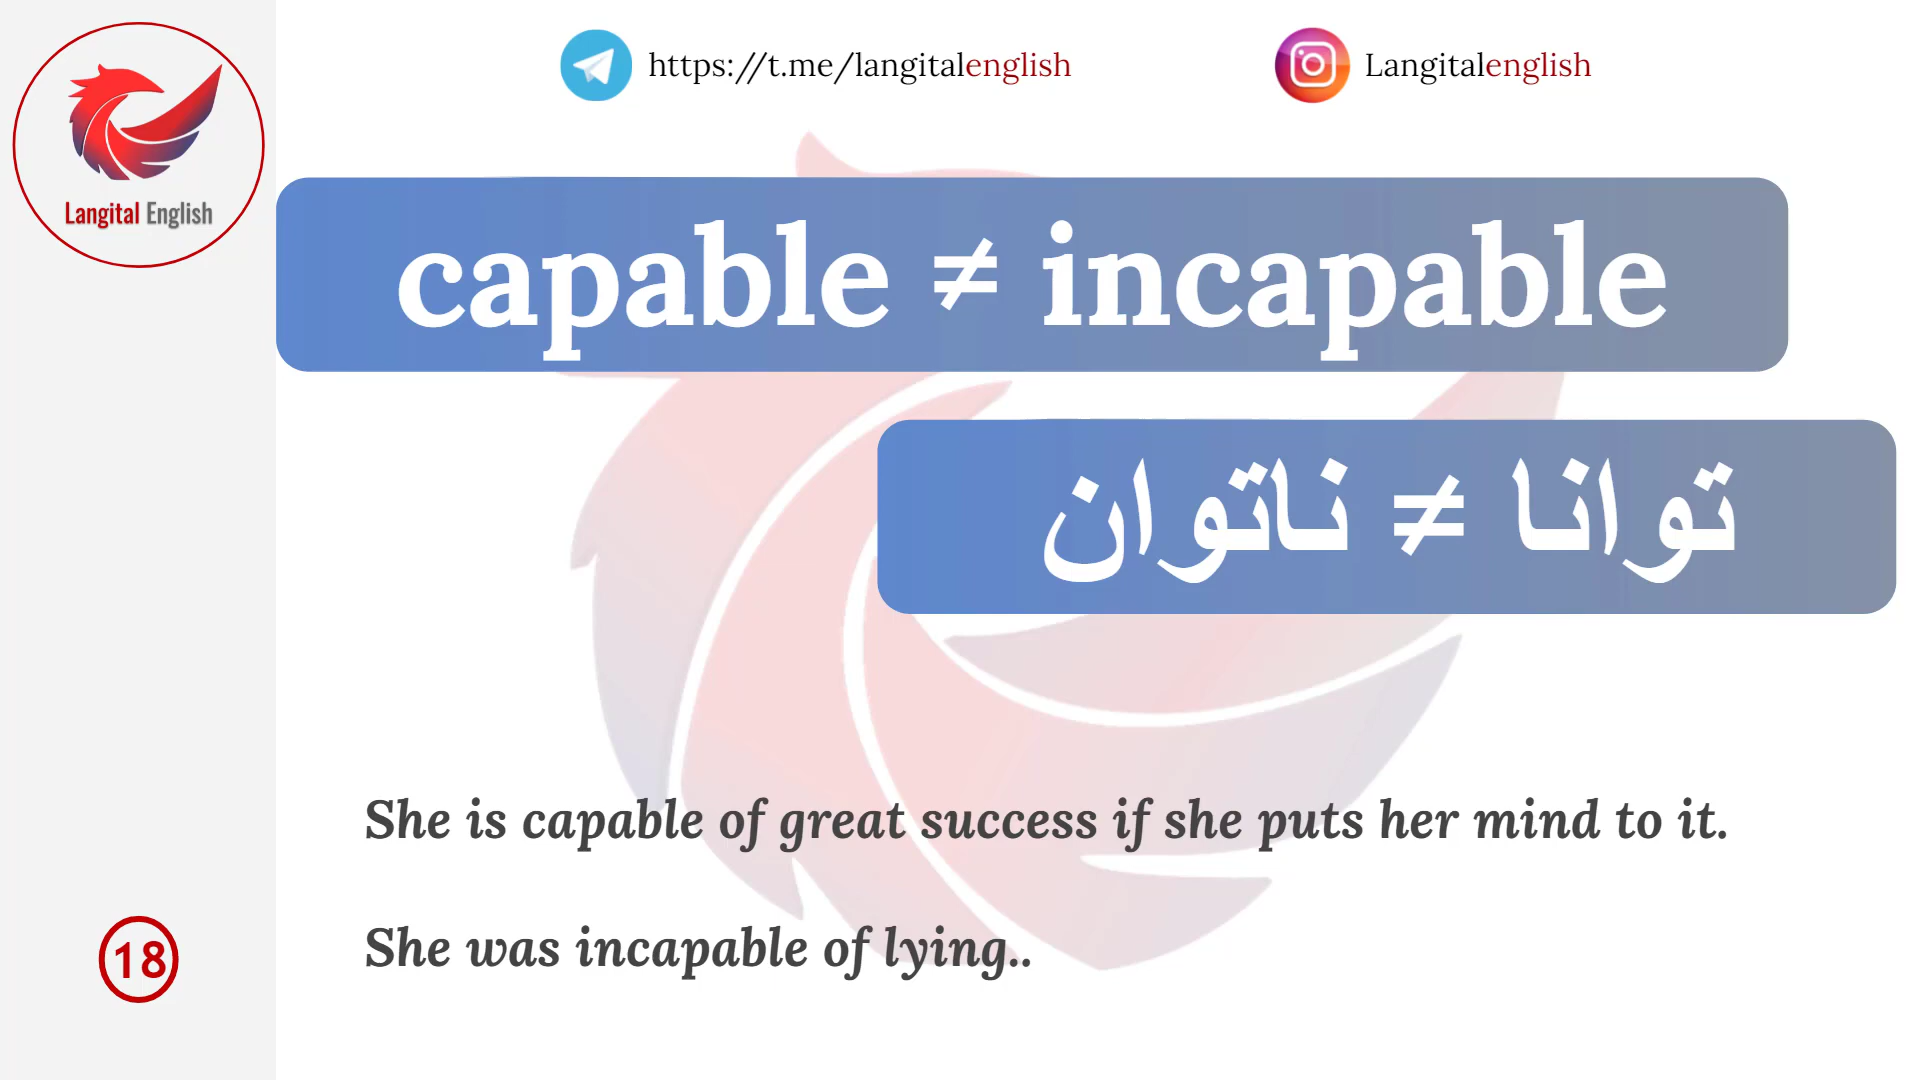 Langital English
https://t.me/langitalenglish
Langitalenglish
capable ≠ incapable
توانا ≠ ناتوان
She is capable of great success if she puts her mind to it.
She was incapable of lying..
18